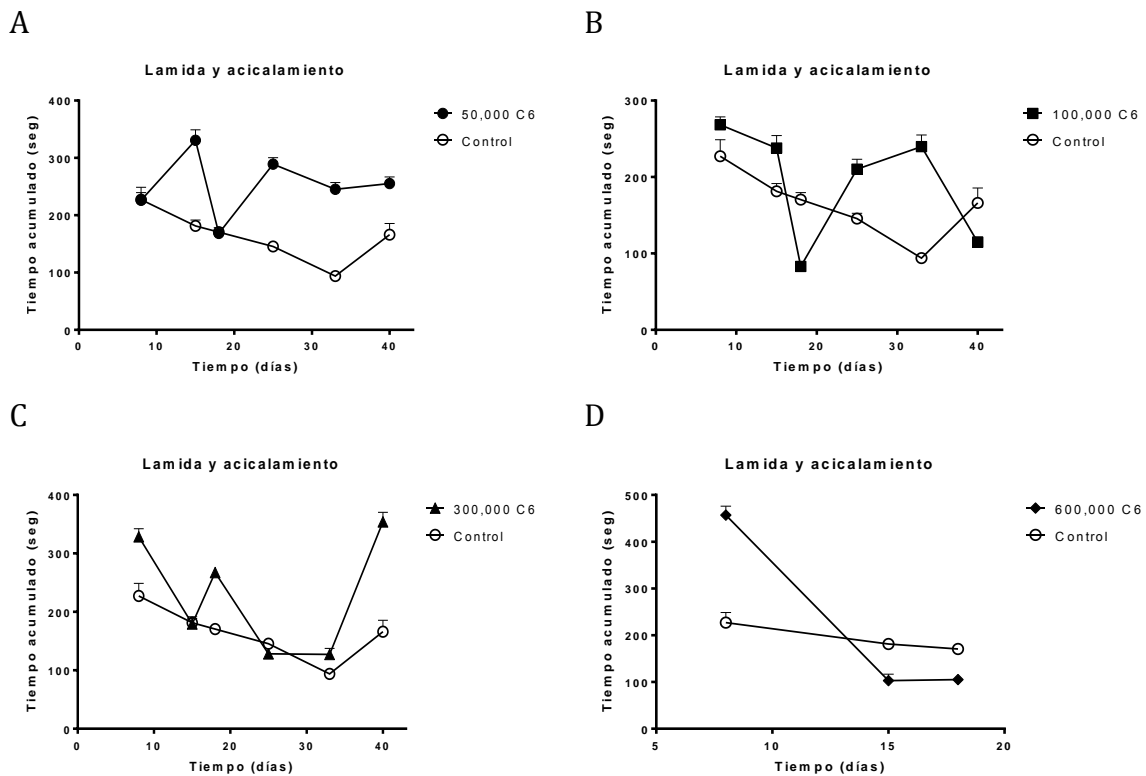 A
Lamida y acicalamiento
Tiempo acumulado (seg)
400
300
200
100
0
0 10 20 30 40
Tiempo (días)
50,000 C6
Control
B
Lamida y acicalamiento
Tiempo acumulado (seg)
300
200
100
0
0 10 20 30 40
Tiempo (días)
100,000 C6
Control
C
Lamida y acicalamiento
Tiempo acumulado (seg)
400
300
200
100
0
0 10 20 30 40
Tiempo (días)
300,000 C6
Control
D
Lamida y acicalamiento
Tiempo acumulado (seg)
500
400
300
200
100
0
5 10 15 20
Tiempo (días)
600,000 C6
Control